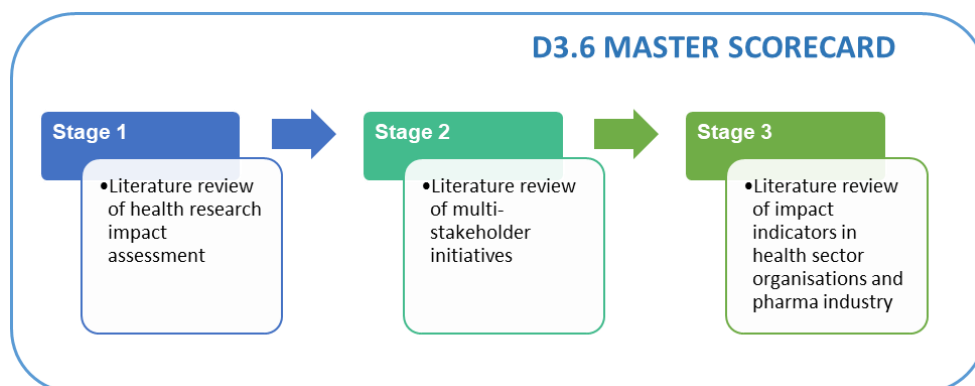 D3.6 MASTER SCORECARD
Stage 1
•Literature review
of health research
impact
assessment
Stage 2
•Literature review
of multi-
stakeholder
initiatives
Stage 3
•Literature review
of impact
indicators in
health sector
organisations and
pharma industry